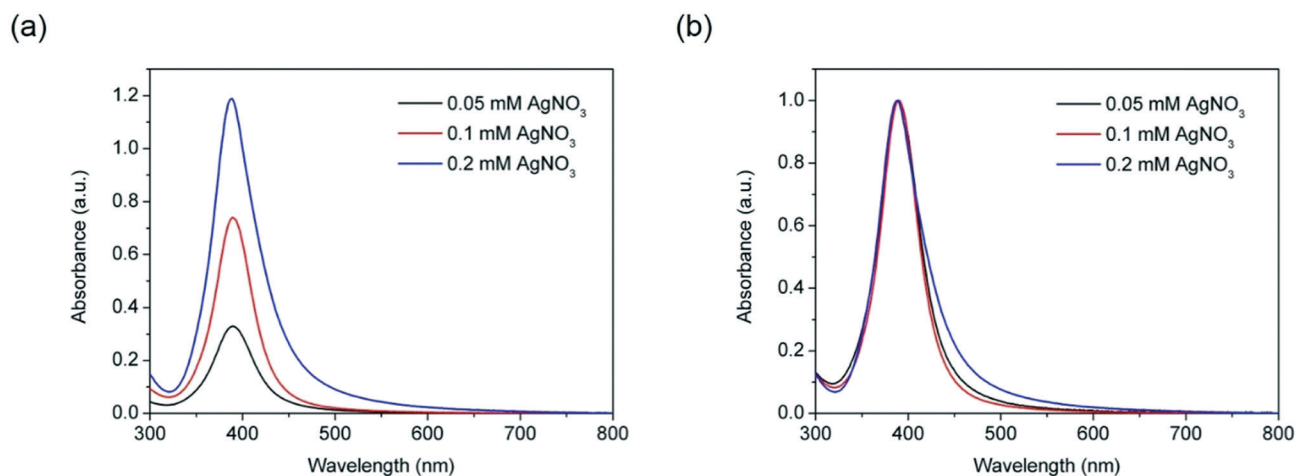 (a)
Absorbance (a.u.)
1.2
1.0
0.8
0.6
0.4
0.2
0.0
0.05 mM AgNO₃
0.1 mM AgNO₃
0.2 mM AgNO₃
300 400 500 600 700 800
Wavelength (nm)
(b)
Absorbance (a.u.)
1.0
0.8
0.6
0.4
0.2
0.0
0.05 mM AgNO₃
0.1 mM AgNO₃
0.2 mM AgNO₃
300 400 500 600 700 800
Wavelength (nm)